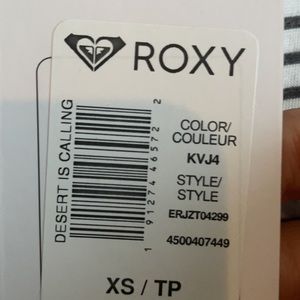 ROXY
DESERT IS CALLING
1 91274 46572 2
COLOR/
COULEUR
KVJ4
STYLE/
STYLE
ERJZT04299
4500407449
XS / TP